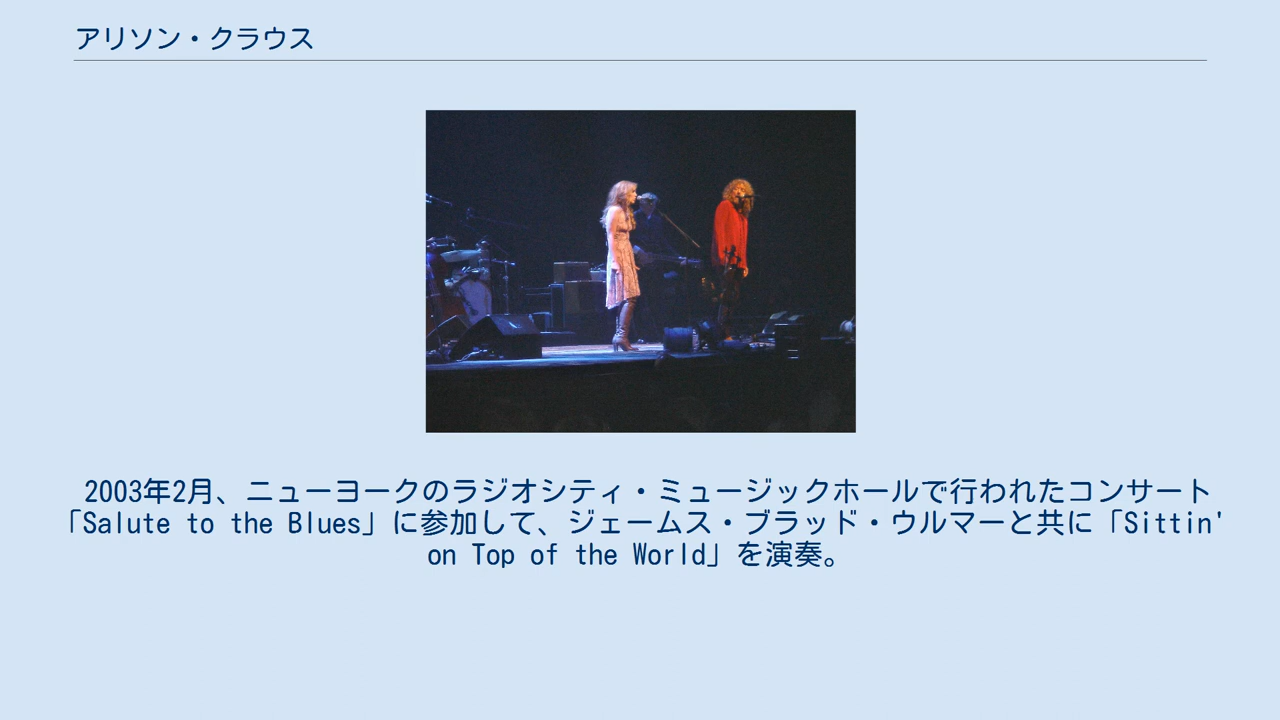 アリソン・クラウス
2003年2月、ニューヨークのラジオシティ・ミュージックホールで行われたコンサート
「Salute to the Blues」に参加して、ジェームス・ブラッド・ウルマーと共に「Sittin'
on Top of the World」を演奏。